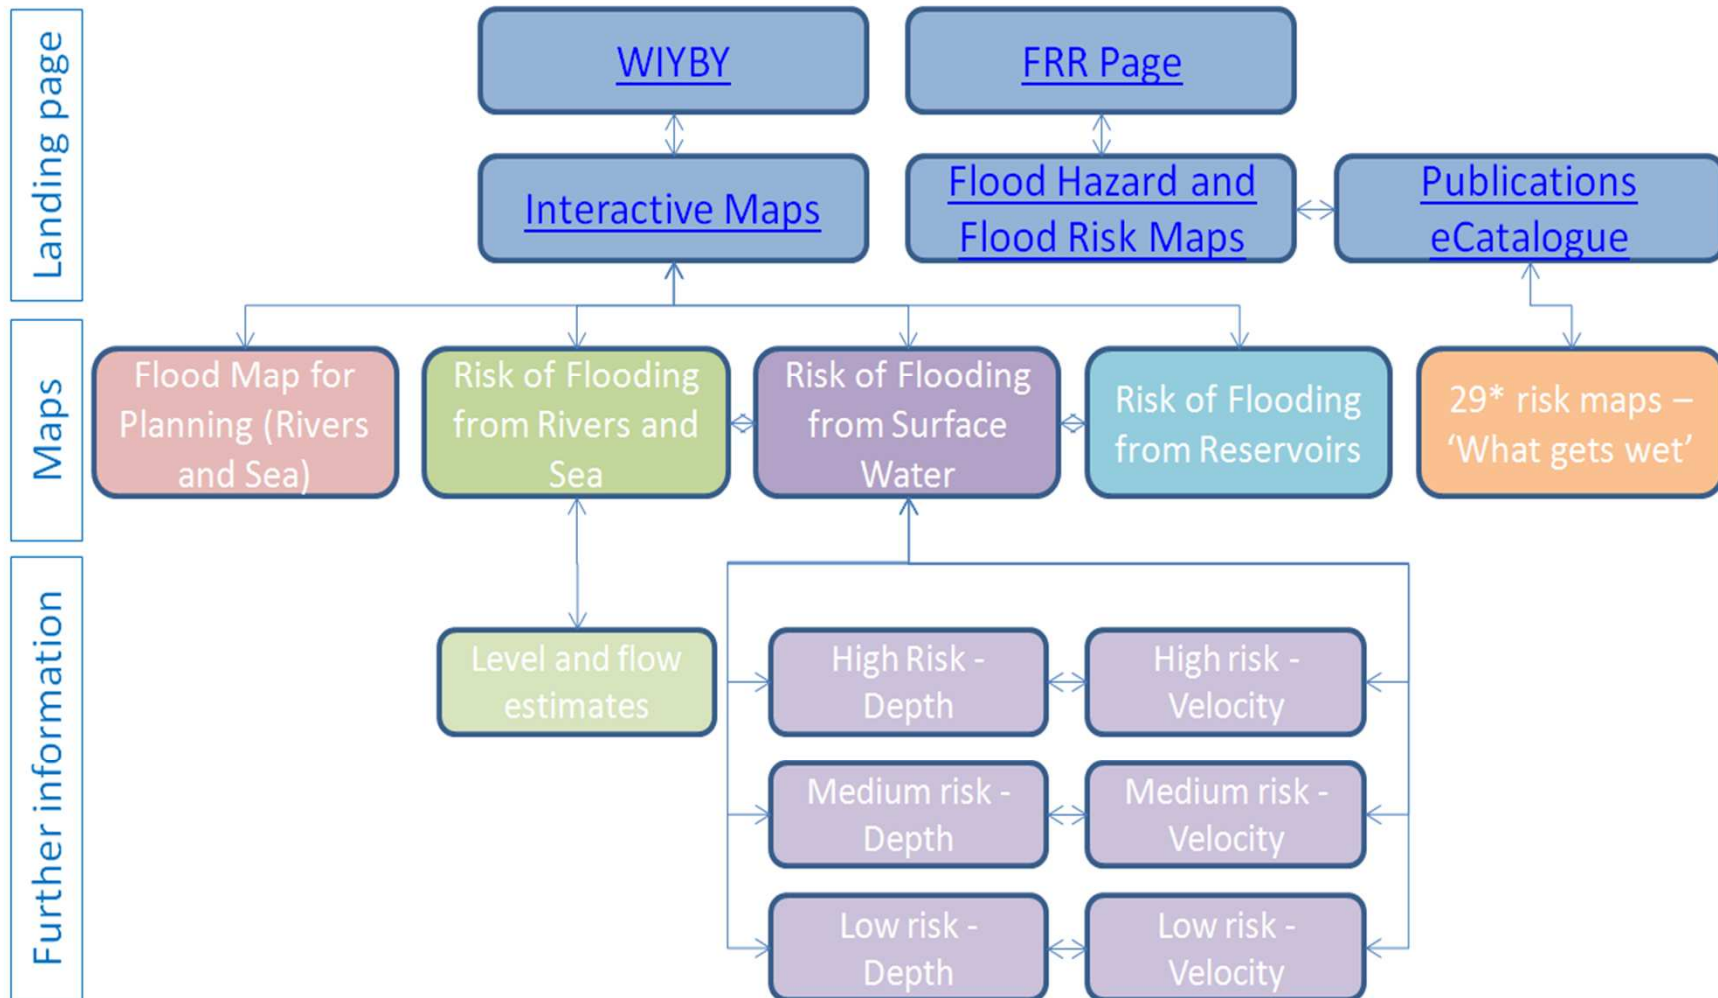 Landing page
WIYBY
FRR Page
Interactive Maps
Flood Hazard and
Flood Risk Maps
Publications
eCatalogue
Maps
Flood Map for
Planning (Rivers
and Sea)
Risk of Flooding
from Rivers and
Sea
Risk of Flooding
from Surface
Water
Risk of Flooding
from Reservoirs
29* risk maps –
‘What gets wet’
Further information
Level and flow
estimates
High Risk -
Depth
High risk -
Velocity
Medium risk -
Depth
Medium risk -
Velocity
Low risk -
Depth
Low risk -
Velocity